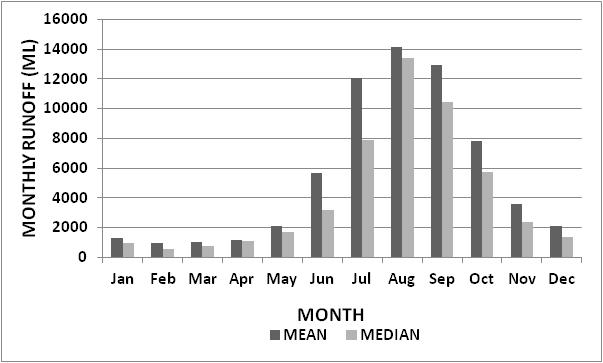 MONTHLY RUNOFF (ML)
16000
14000
12000
10000
8000
6000
4000
2000
0
Jan Feb Mar Apr May Jun Jul Aug Sep Oct Nov Dec
MONTH
MEAN MEDIAN